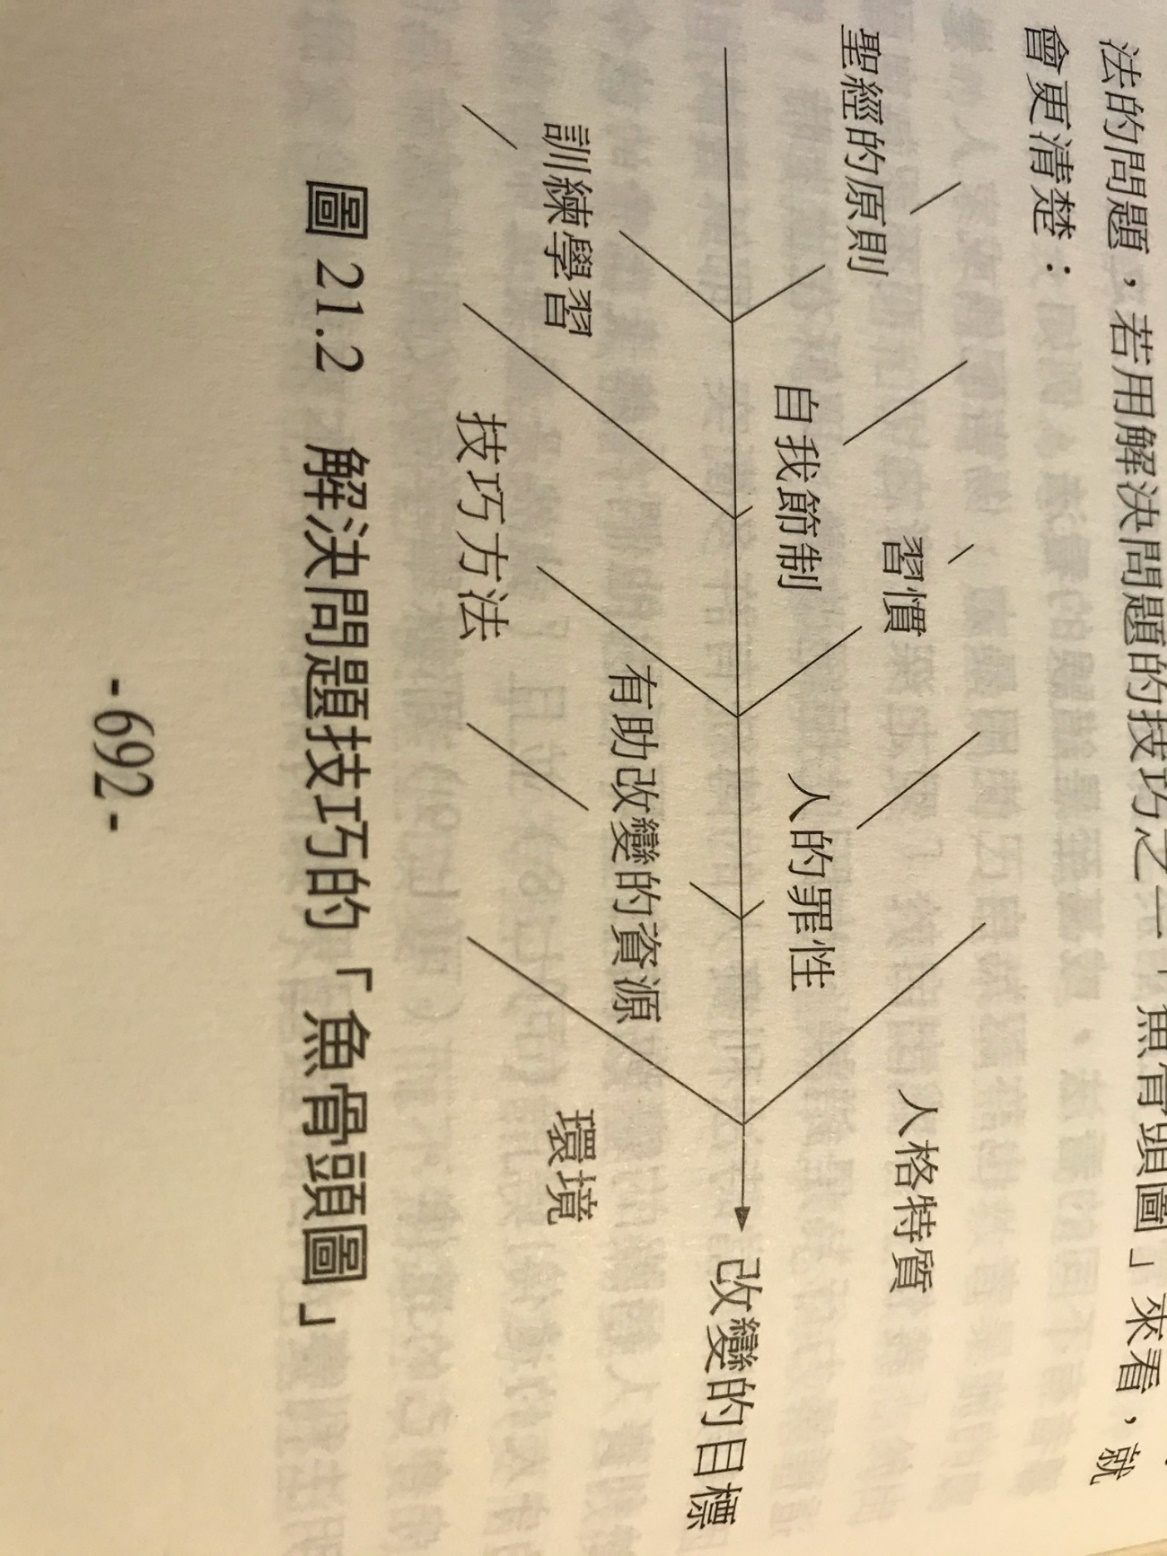 法的問題，若用解決問題的技巧之一「魚骨頭圖」來看，就
會更清楚：
聖經的原則
自我節制
習慣
人的罪性
人格特質
改變的目標
訓練學習
技巧方法
有助改變的資源
環境
圖 21.2 解決問題技巧的「魚骨頭圖」
- 692 -